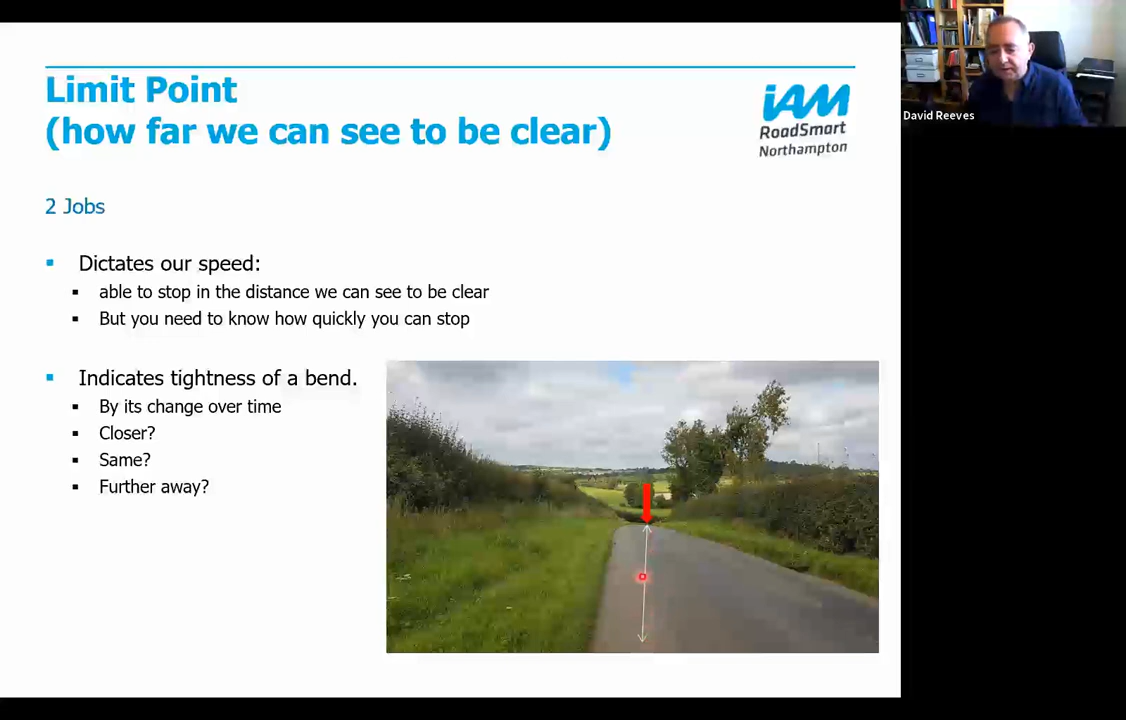 Limit Point
(how far we can see to be clear)
iAM
RoadSmart
Northampton
David Reeves
2 Jobs
Dictates our speed:
able to stop in the distance we can see to be clear
But you need to know how quickly you can stop
Indicates tightness of a bend.
By its change over time
Closer?
Same?
Further away?